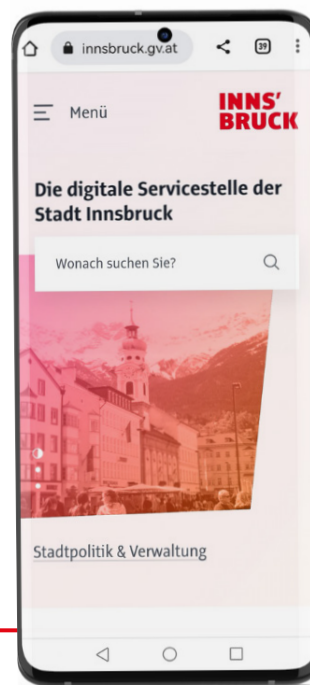 innsbruck.gv.at
39
Menü
INNS'
BRUCK
Die digitale Servicestelle der
Stadt Innsbruck
Wonach suchen Sie?
Stadtpolitik & Verwaltung